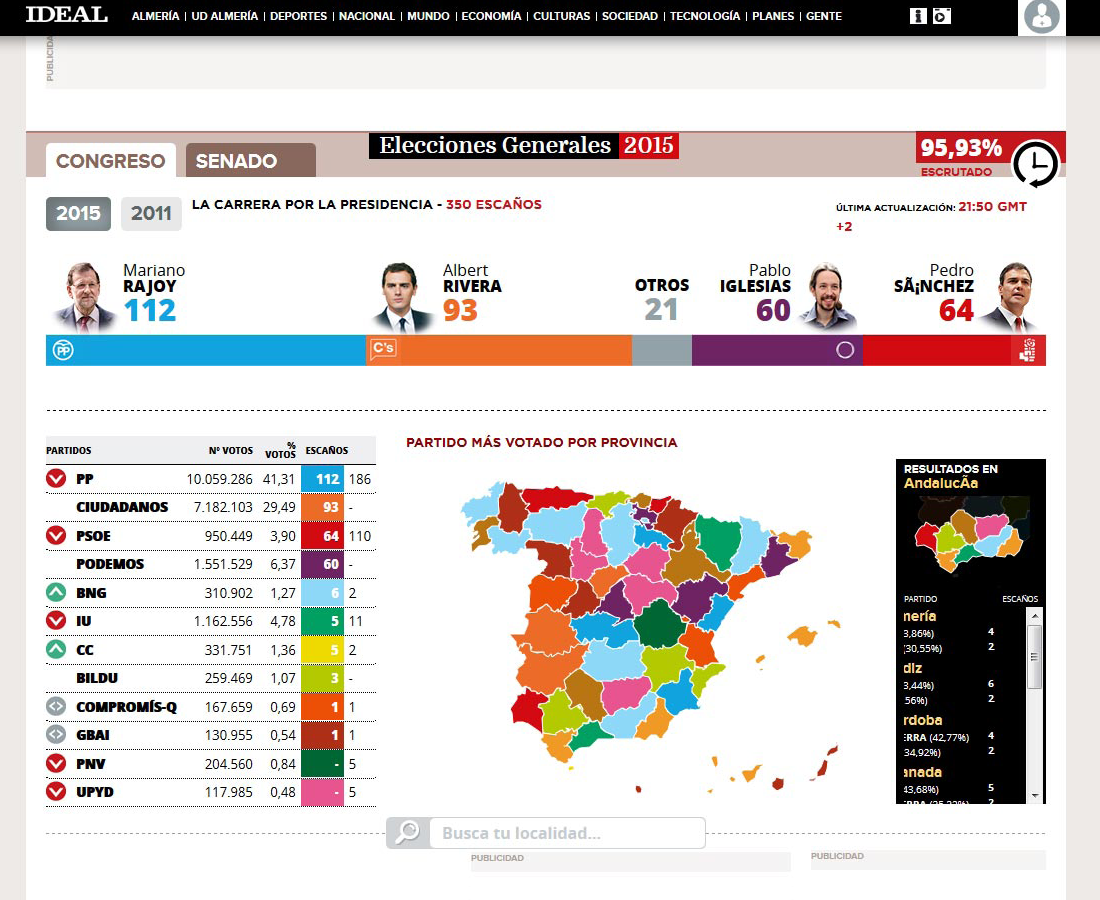 IDEAL ALMERÍA | UD ALMERÍA | DEPORTES | NACIONAL | MUNDO | ECONOMÍA | CULTURAS | SOCIEDAD | TECNOLOGÍA | PLANES | GENTE
PUBLICIDAD
CONGRESO SENADO Elecciones Generales 2015 95,93%
ESCRUTADO
2015 2011 LA CARRERA POR LA PRESIDENCIA - 350 ESCAÑOS
ÚLTIMA ACTUALIZACIÓN: 21:50 GMT
+2
Mariano
RAJOY
112
Albert
RIVERA
93
OTROS
21
Pablo
IGLESIAS
60
Pedro
SÃ¡NCHEZ
64
PP C's
PARTIDOS Nº VOTOS % VOTOS ESCAÑOS
PP 10.059.286 41,31 112 186
CIUDADANOS 7.182.103 29,49 93 -
PSOE 950.449 3,90 64 110
PODEMOS 1.551.529 6,37 60 -
BNG 310.902 1,27 6 2
IU 1.162.556 4,78 5 11
CC 331.751 1,36 5 2
BILDU 259.469 1,07 3 -
COMPROMÍS-Q 167.659 0,69 1 1
GBAI 130.955 0,54 1 1
PNV 204.560 0,84 - 5
UPYD 117.985 0,48 - 5
PARTIDO MÁS VOTADO POR PROVINCIA
RESULTADOS EN
AndalucÃ­a
PARTIDO ESCAÑOS
mería
3,86%) 4
(30,55%) 2
diz
3,44%) 6
56%) 2
rdoba
ERRA (42,77%) 4
34,92%) 2
anada
43,68%) 5
Busca tu localidad...
PUBLICIDAD
PUBLICIDAD